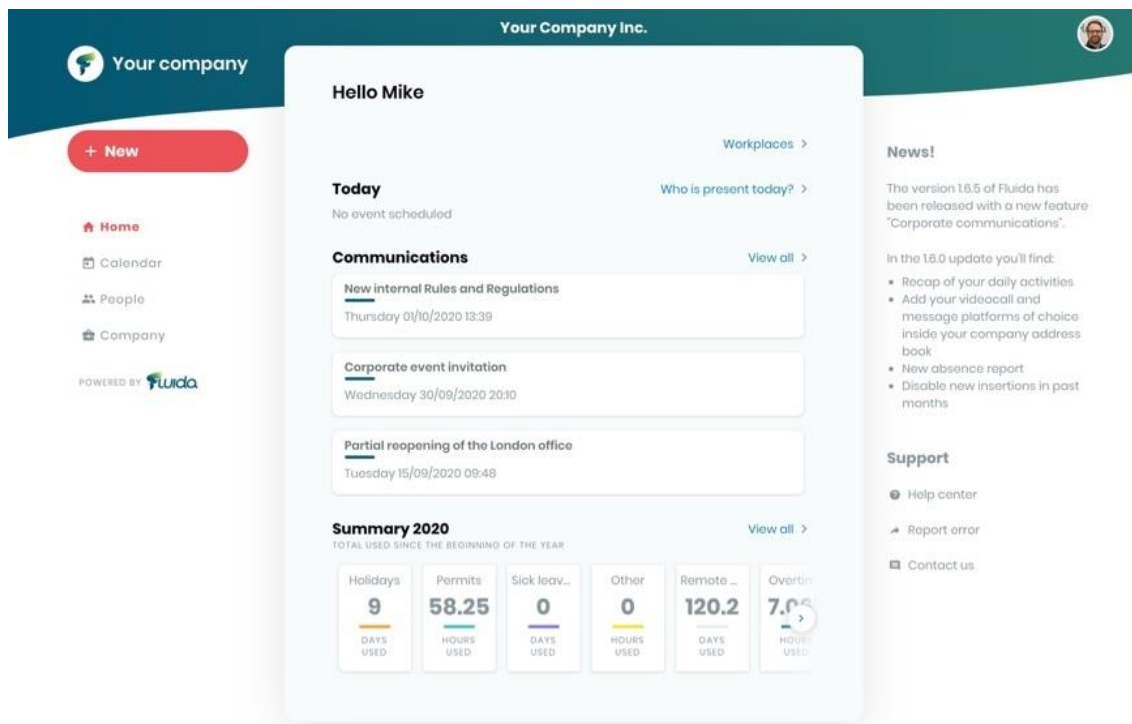 Your Company Inc.
Your company
+ New
Home
Calendar
People
Company
POWERED BY Fluida
Hello Mike
Workplaces >
Today
Who is present today? >
No event scheduled
Communications
View all >
New internal Rules and Regulations
Thursday 01/10/2020 13:39
Corporate event invitation
Wednesday 30/09/2020 20:10
Partial reopening of the London office
Tuesday 15/09/2020 09:48
Summary 2020
View all >
TOTAL USED SINCE THE BEGINNING OF THE YEAR
Holidays
9
DAYS
USED
Permits
58.25
HOURS
USED
Sick leav...
0
DAYS
USED
Other
0
HOURS
USED
Remote ...
120.2
DAYS
USED
HOURS
USED
News!
The version 1.6.5 of Fluida has
been released with a new feature
"Corporate communications".
In the 1.6.0 update you'll find:
• Recap of your daily activities
• Add your videocall and
message platforms of choice
inside your company address
book
• New absence report
• Disable new insertions in past
months
Support
Help center
Report error
Contact us